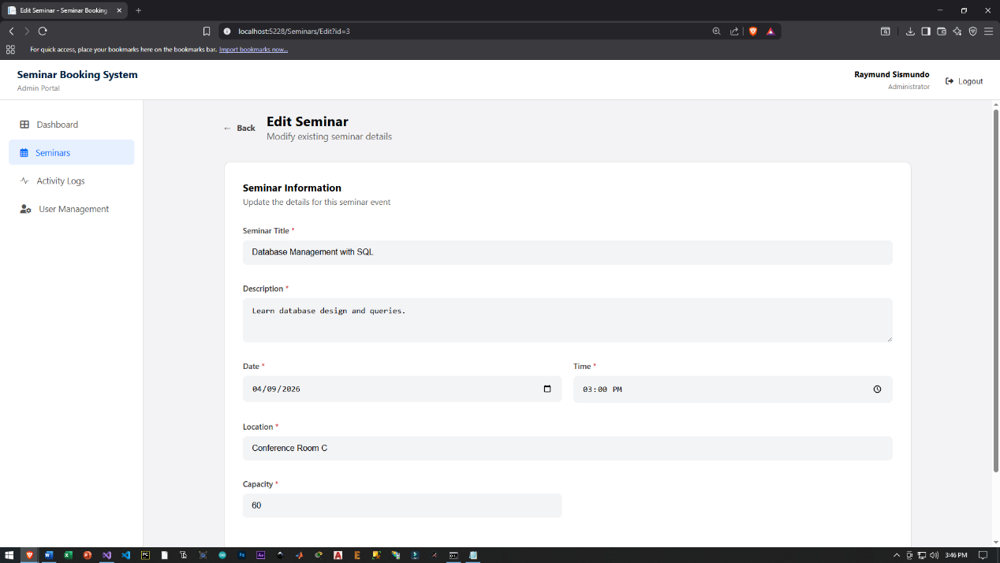 Edit Seminar - Seminar Booking
localhost:5228/Seminars/Edit?id=3
For quick access, place your bookmarks here on the bookmarks bar. Import bookmarks now...
Seminar Booking System
Admin Portal
Raymund Sismundo
Administrator
Logout
Dashboard
Seminars
Activity Logs
User Management
← Back
Edit Seminar
Modify existing seminar details
Seminar Information
Update the details for this seminar event
Seminar Title *
Database Management with SQL
Description *
Learn database design and queries.
Date *
04/09/2026
Time *
03:00 PM
Location *
Conference Room C
Capacity *
60
3:46 PM